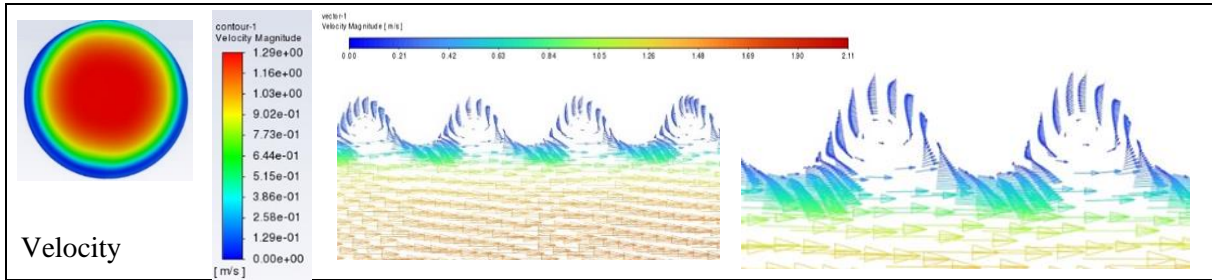 contour-1
Velocity Magnitude
1.29e+00
1.16e+00
1.03e+00
9.02e-01
7.73e-01
6.44e-01
5.15e-01
3.86e-01
2.58e-01
1.29e-01
0.00e+00
[ m/s ]
vector-1
Velocity Magnitude [ m/s ]
0.00 0.21 0.42 0.63 0.84 1.05 1.26 1.48 1.69 1.90 2.11
Velocity